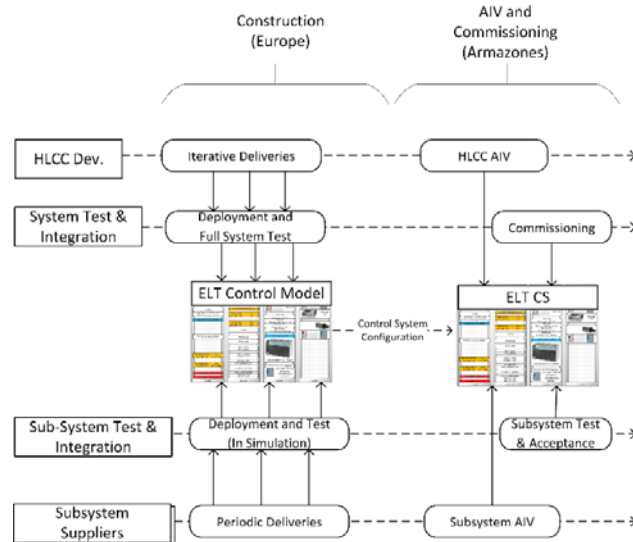 Construction
(Europe)
AIV and
Commissioning
(Armazones)
HLCC Dev.
Iterative Deliveries
HLCC AIV
System Test &
Integration
Deployment and
Full System Test
Commissioning
ELT Control Model
ELT CS
Control System
Configuration
Sub-System Test &
Integration
Deployment and Test
(In Simulation)
Subsystem Test
& Acceptance
Subsystem
Suppliers
Periodic Deliveries
Subsystem AIV